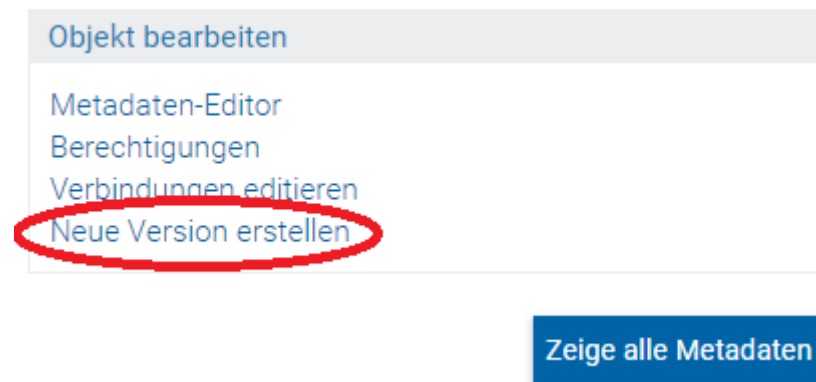 Objekt bearbeiten
Metadaten-Editor
Berechtigungen
Verbindungen editieren
Neue Version erstellen
Zeige alle Metadaten